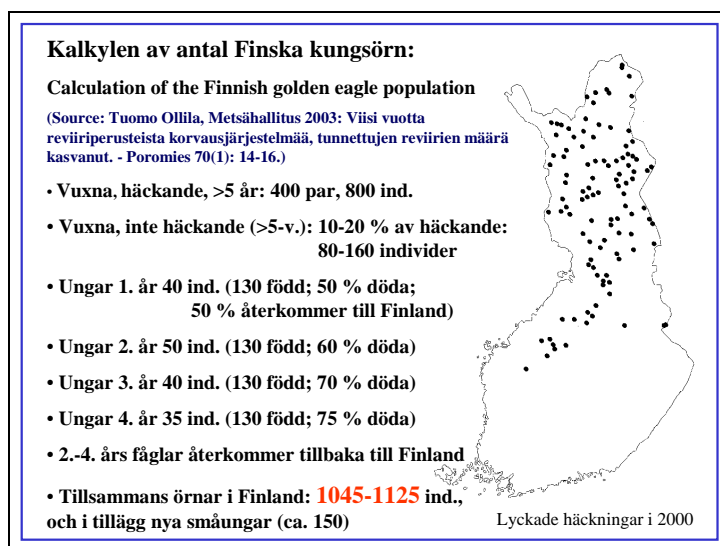 Kalkylen av antal Finska kungsörn:
Calculation of the Finnish golden eagle population
(Source: Tuomo Ollila, Metsähallitus 2003: Viisi vuotta
reviiriperusteista korvausjärjestelmää, tunnettujen reviirien määrä
kasvanut. - Poromies 70(1): 14-16.)
• Vuxna, häckande, >5 år: 400 par, 800 ind.
• Vuxna, inte häckande (>5-v.): 10-20 % av häckande:
80-160 individer
• Ungar 1. år 40 ind. (130 född; 50 % döda;
50 % återkommer till Finland)
• Ungar 2. år 50 ind. (130 född; 60 % döda)
• Ungar 3. år 40 ind. (130 född; 70 % döda)
• Ungar 4. år 35 ind. (130 född; 75 % döda)
• 2.-4. års fåglar återkommer tillbaka till Finland
• Tillsammans örnar i Finland: 1045-1125 ind.,
och i tillägg nya småungar (ca. 150)
Lyckade häckningar i 2000